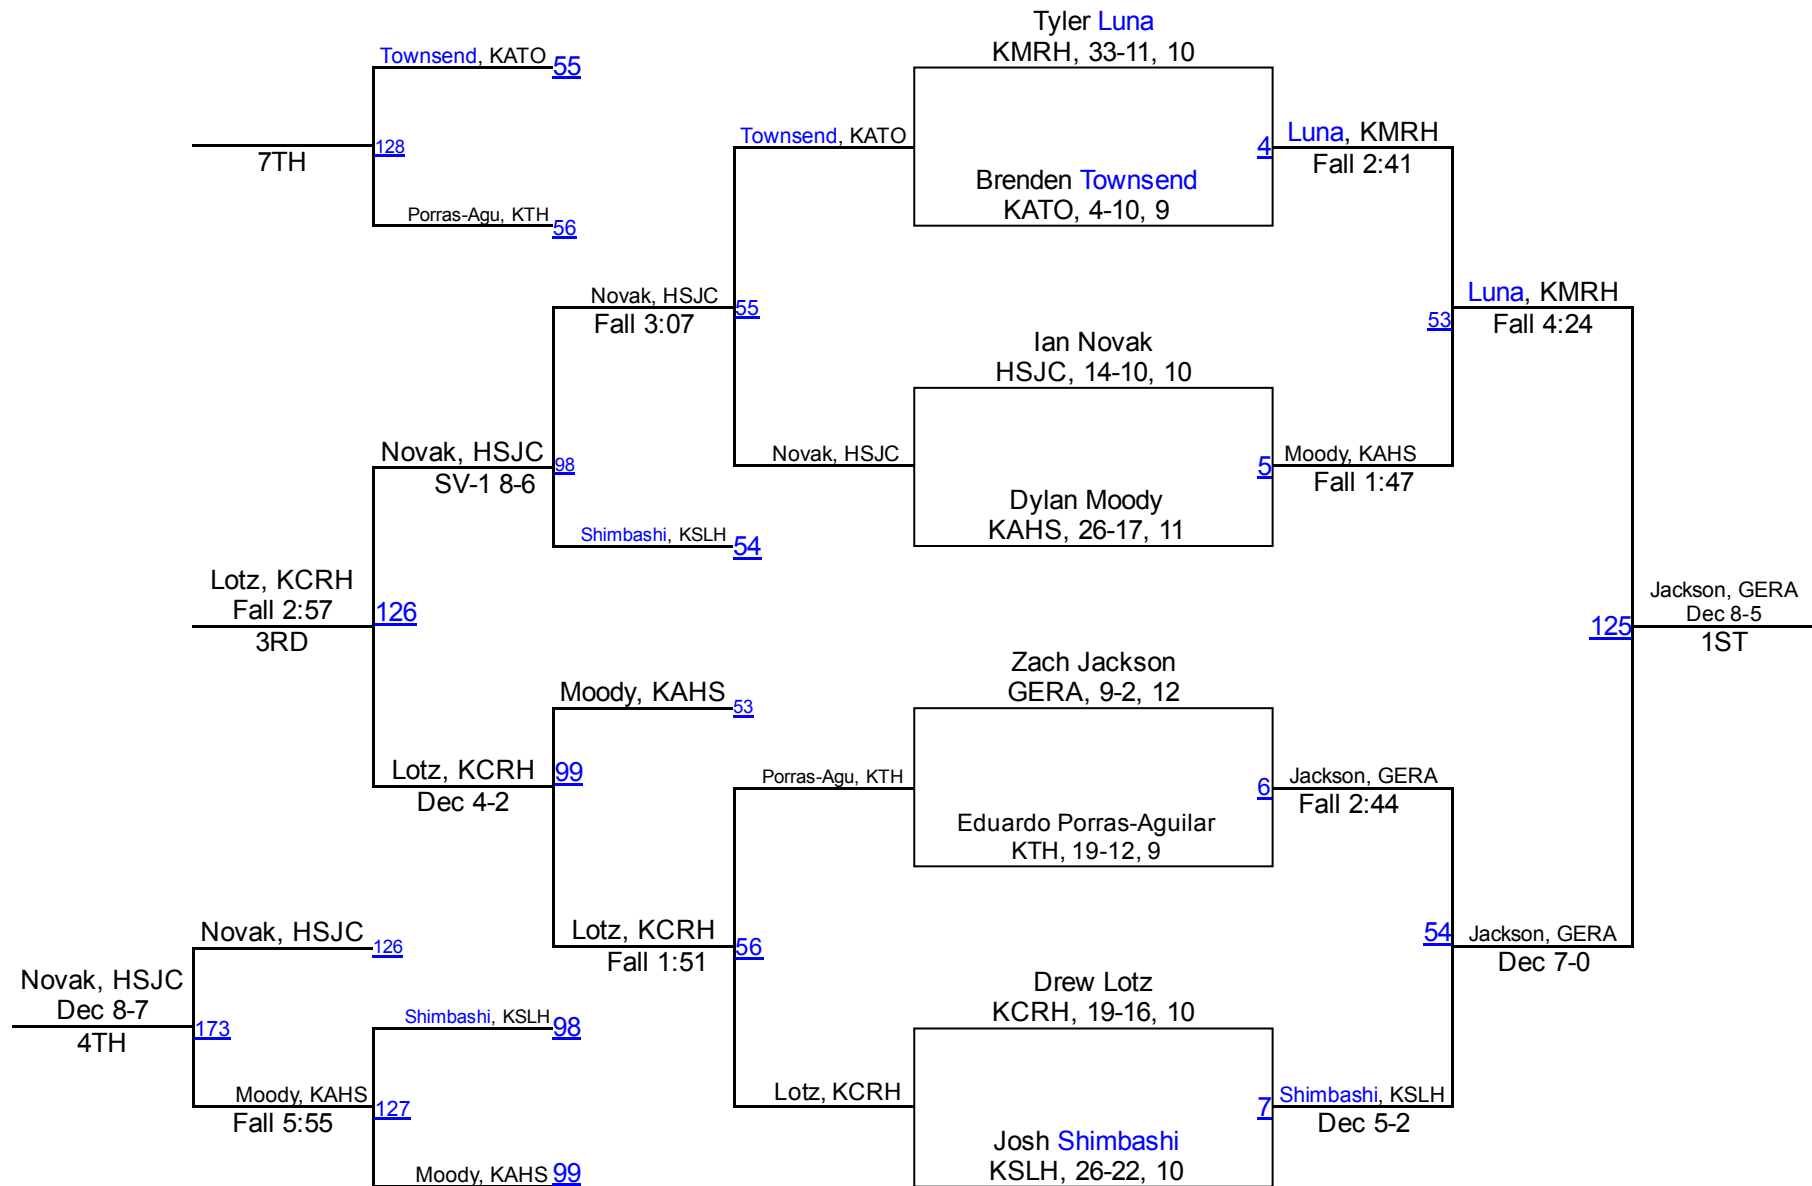 Tyler Luna
KMRH, 33-11, 10
Townsend, KATO 55
Townsend, KATO
4
Luna, KMRH
Fall 2:41
128
7TH
Brenden Townsend
KATO, 4-10, 9
Porras-Agu, KTH 56
Novak, HSJC
Fall 3:07
55
Luna, KMRH
Fall 4:24
53
Ian Novak
HSJC, 14-10, 10
Novak, HSJC
SV-1 8-6
98
Novak, HSJC
5
Moody, KAHS
Fall 1:47
Dylan Moody
KAHS, 26-17, 11
Shimbashi, KSLH 54
Lotz, KCRH
Fall 2:57
3RD
126
125
Jackson, GERA
Dec 8-5
1ST
Zach Jackson
GERA, 9-2, 12
Moody, KAHS 53
Lotz, KCRH
Dec 4-2
99
Porras-Agu, KTH
6
Jackson, GERA
Fall 2:44
Eduardo Porras-Aguilar
KTH, 19-12, 9
Novak, HSJC 126
Lotz, KCRH
Fall 1:51
56
54
Jackson, GERA
Dec 7-0
Novak, HSJC
Dec 8-7
4TH
173
Drew Lotz
KCRH, 19-16, 10
Shimbashi, KSLH 98
Moody, KAHS
Fall 5:55
127
Lotz, KCRH
7
Shimbashi, KSLH
Dec 5-2
Josh Shimbashi
KSLH, 26-22, 10
Moody, KAHS 99